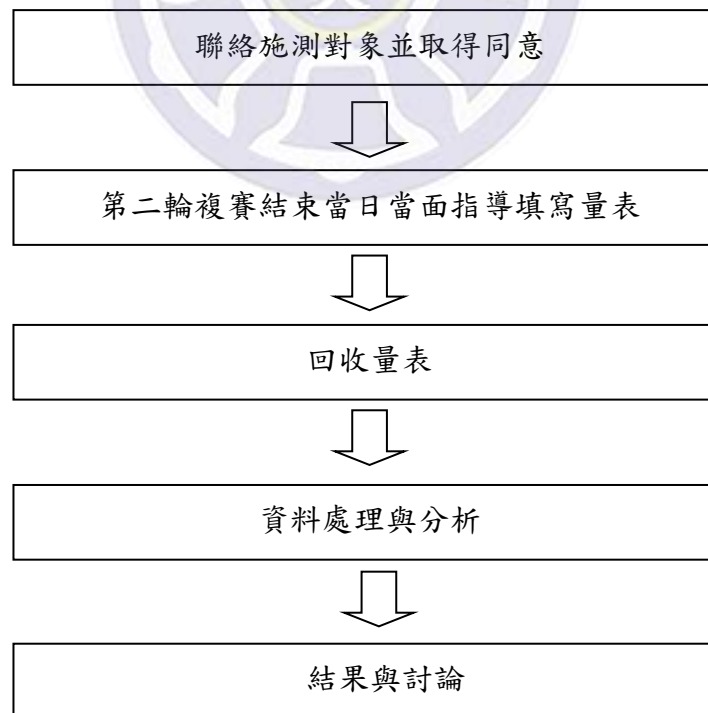 聯絡施測對象並取得同意
第二輪複賽結束當日當面指導填寫量表
回收量表
資料處理與分析
結果與討論